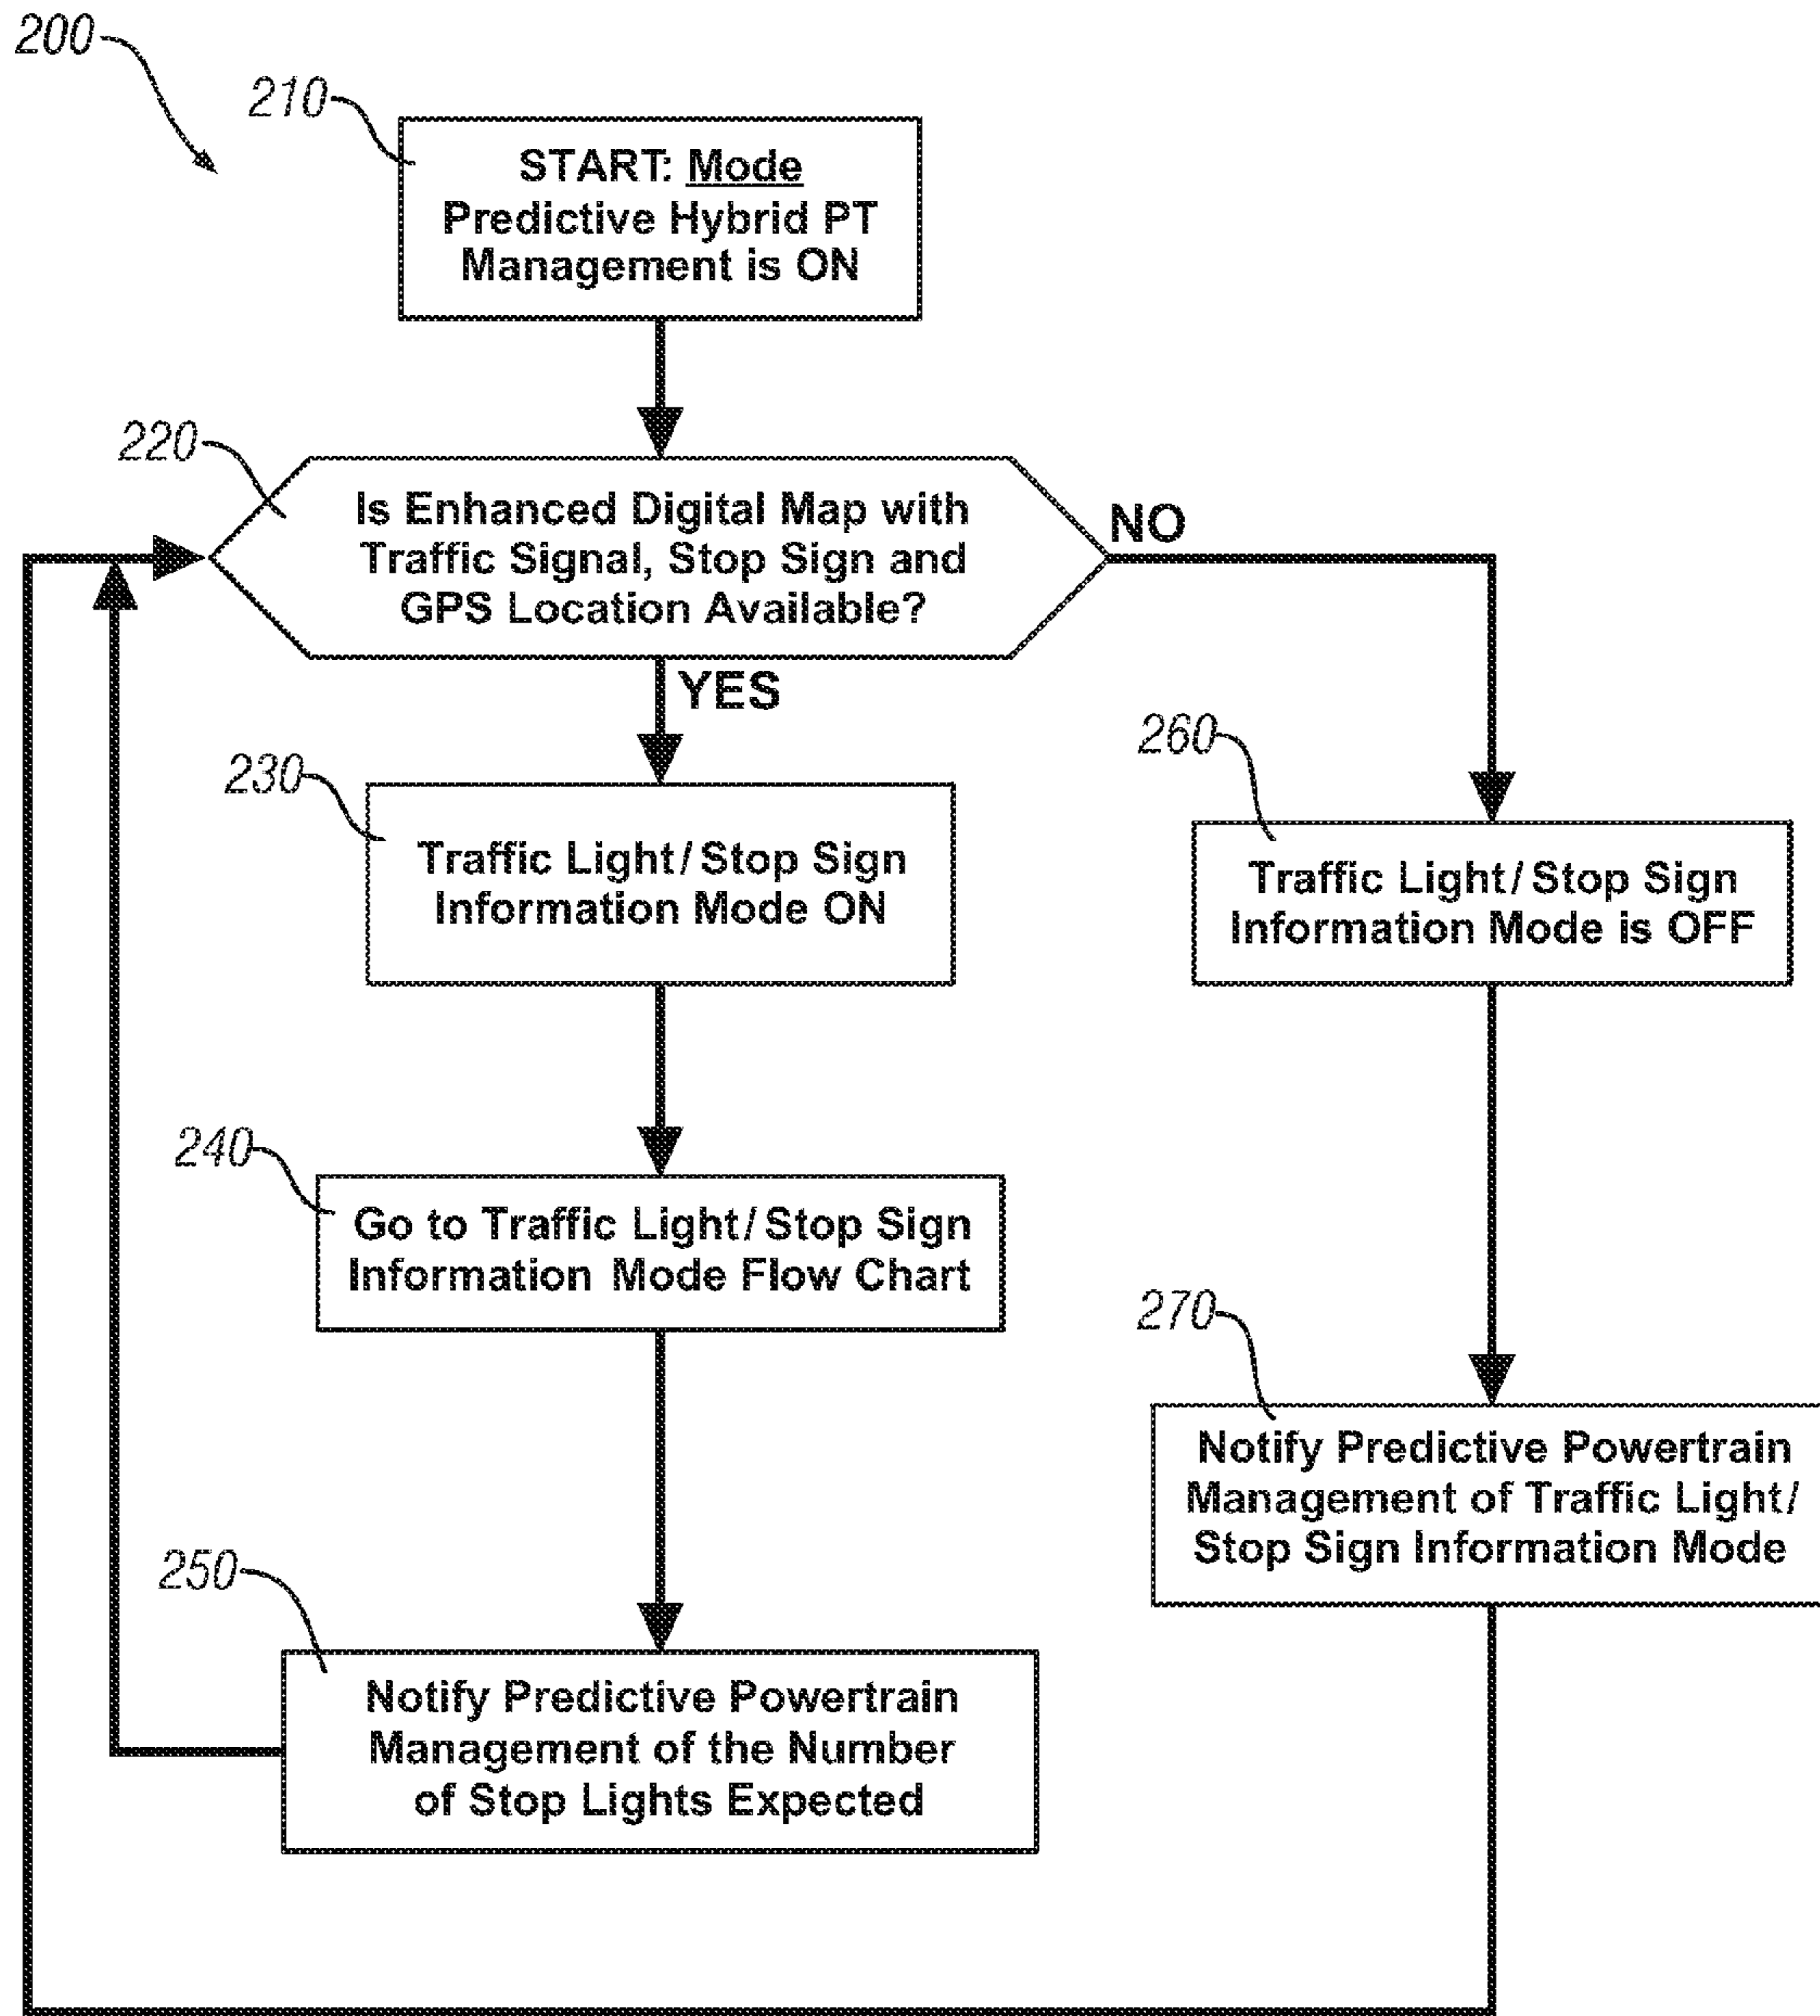 200
210
START: Mode
Predictive Hybrid PT
Management is ON
220
Is Enhanced Digital Map with
Traffic Signal, Stop Sign and
GPS Location Available?
NO
YES
230
Traffic Light/Stop Sign
Information Mode ON
260
Traffic Light/Stop Sign
Information Mode is OFF
240
Go to Traffic Light/Stop Sign
Information Mode Flow Chart
270
Notify Predictive Powertrain
Management of Traffic Light/
Stop Sign Information Mode
250
Notify Predictive Powertrain
Management of the Number
of Stop Lights Expected